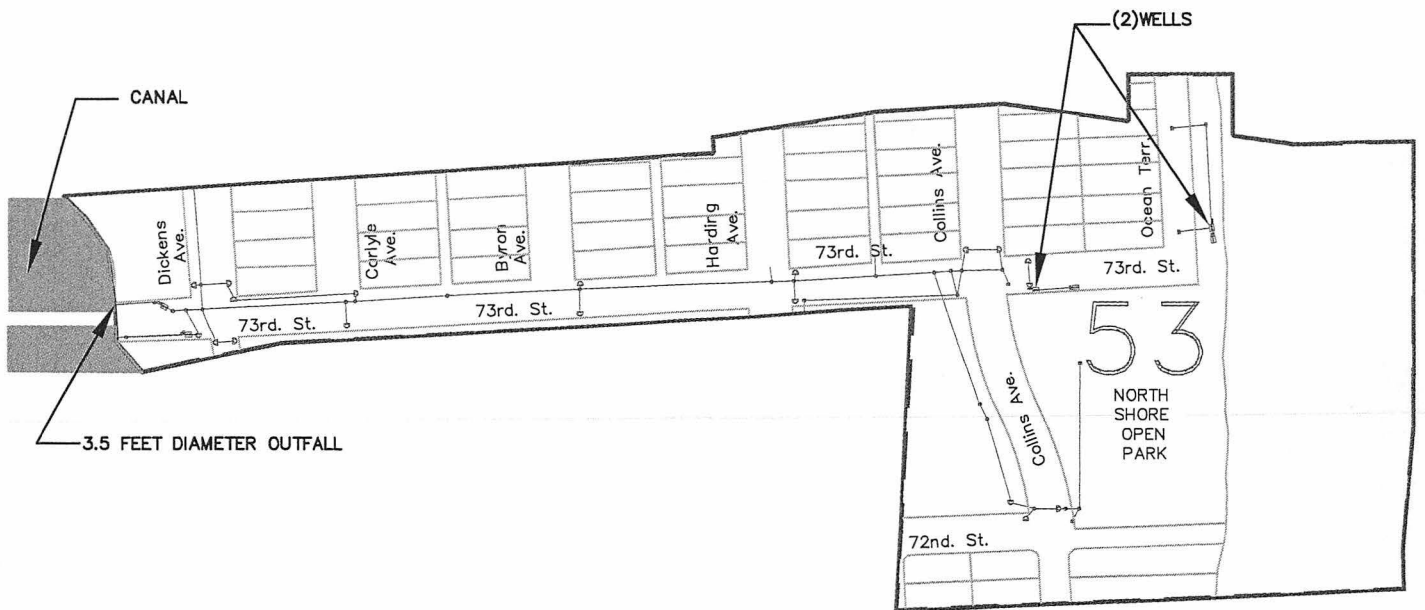 (2)WELLS
CANAL
Dickens
Ave.
Carlyle
Ave.
Byron
Ave.
Harding
Ave.
Collins Ave.
Ocean Terr.
73rd. St.
73rd. St.
73rd. St.
73rd. St.
53
NORTH
SHORE
OPEN
PARK
Collins Ave.
3.5 FEET DIAMETER OUTFALL
72nd. St.